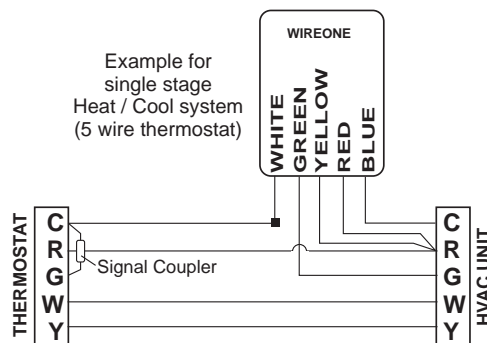 WIREONE
Example for
single stage
Heat / Cool system
(5 wire thermostat)
WHITE
GREEN
YELLOW
RED
BLUE
THERMOSTAT
C
R
G
W
Y
Signal Coupler
C
R
G
W
Y
HVAC UNIT